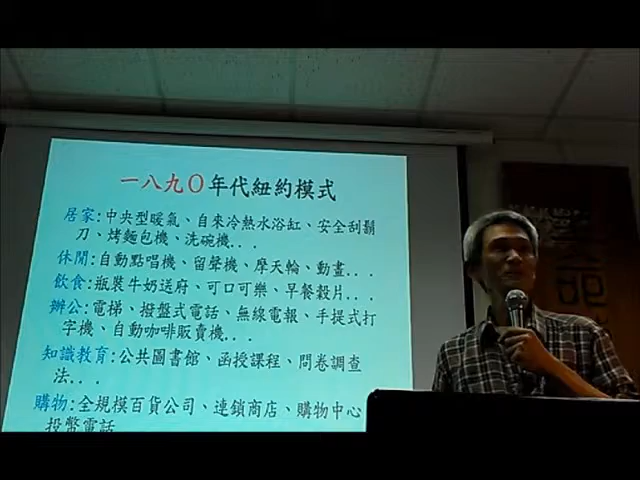 一八九０年代紐約模式
居家:中央型暖氣、自來冷熱水浴缸、安全刮鬍
刀、烤麵包機、洗碗機...
休閒:自動點唱機、留聲機、摩天輪、動畫...
飲食:瓶裝牛奶送府、可口可樂、早餐穀片...
辦公:電梯、撥盤式電話、無線電報、手提式打
字機、自動咖啡販賣機...
知識教育:公共圖書館、函授課程、問卷調查
法...
購物:全規模百貨公司、連鎖商店、購物中心
投幣電話